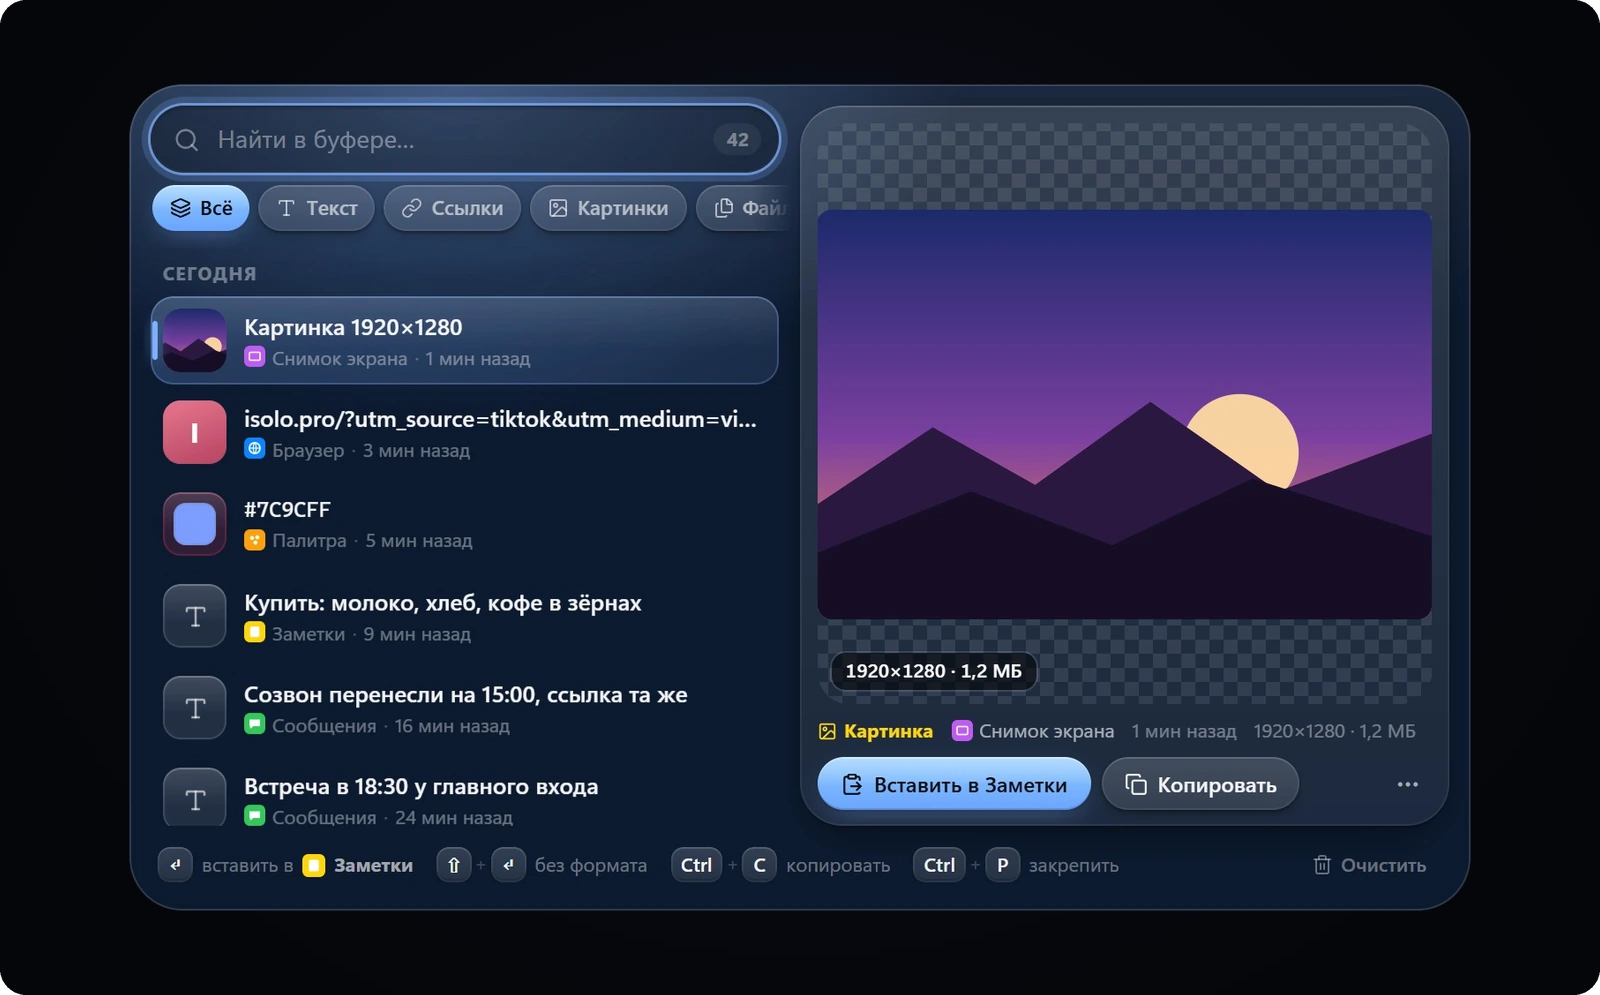 Найти в буфере...
42
Всё
Текст
Ссылки
Картинки
Файл
СЕГОДНЯ
Картинка 1920×1280
Снимок экрана · 1 мин назад
I
isolo.pro/?utm_source=tiktok&utm_medium=vi...
Браузер · 3 мин назад
#7C9CFF
Палитра · 5 мин назад
T
Купить: молоко, хлеб, кофе в зёрнах
Заметки · 9 мин назад
T
Созвон перенесли на 15:00, ссылка та же
Сообщения · 16 мин назад
T
Встреча в 18:30 у главного входа
Сообщения · 24 мин назад
1920×1280 · 1,2 МБ
Картинка Снимок экрана 1 мин назад 1920×1280 · 1,2 МБ
Вставить в Заметки
Копировать
вставить в Заметки + без формата Ctrl + C копировать Ctrl + P закрепить Очистить